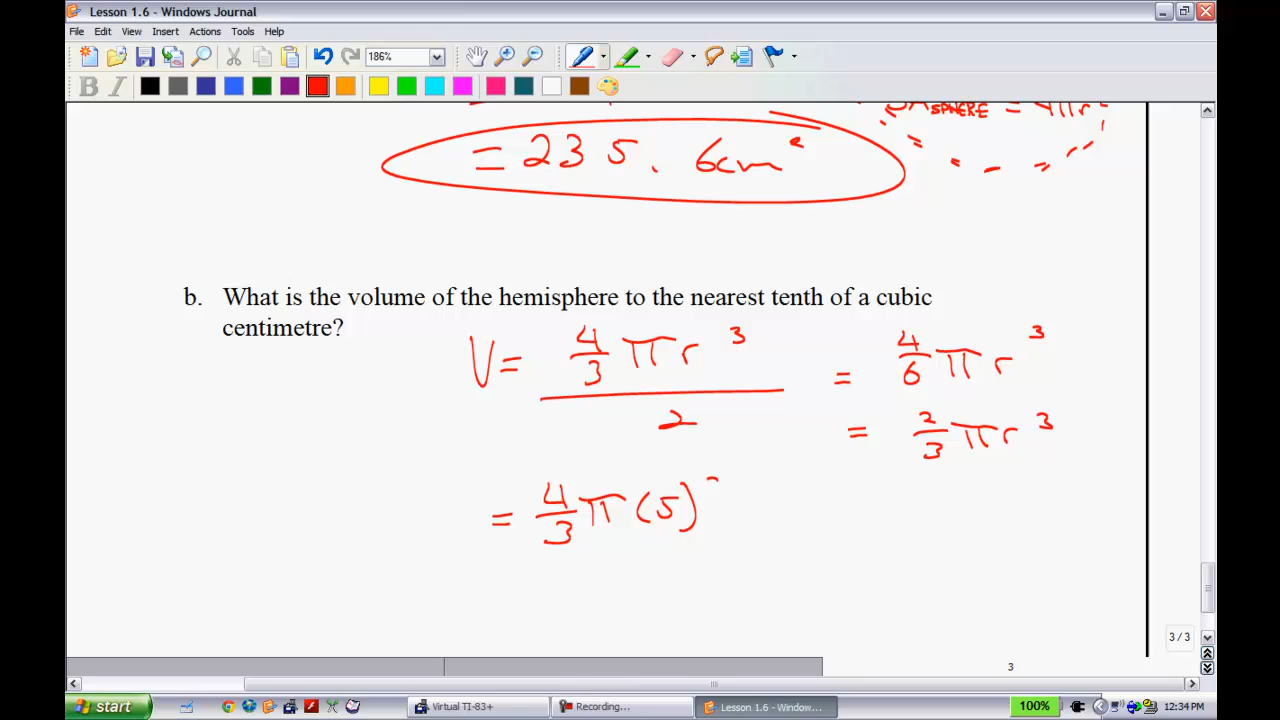 Lesson 1.6 - Windows Journal
File Edit View Insert Actions Tools Help
186%
B I
SPHERE = 4πr²
= 235.6cm²
b. What is the volume of the hemisphere to the nearest tenth of a cubic
centimetre?
V = 4/3 πr³ / 2 = 4/6 πr³
= 2/3 πr³
= 4/3 π(5)
3 / 3
3
start
Virtual TI-83+
Recording...
Lesson 1.6 - Window...
100%
12:34 PM